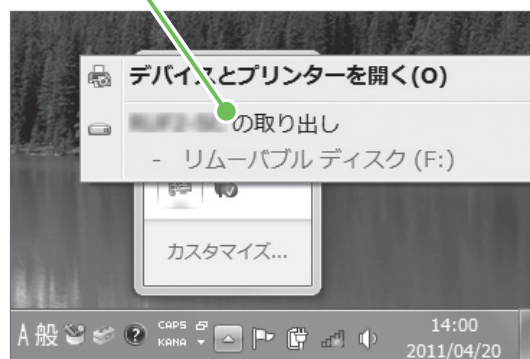 デバイスとプリンターを開く(O)
の取り出し
- リムーバブル ディスク (F:)
カスタマイズ...
A 般 CAPS KANA
14:00
2011/04/20